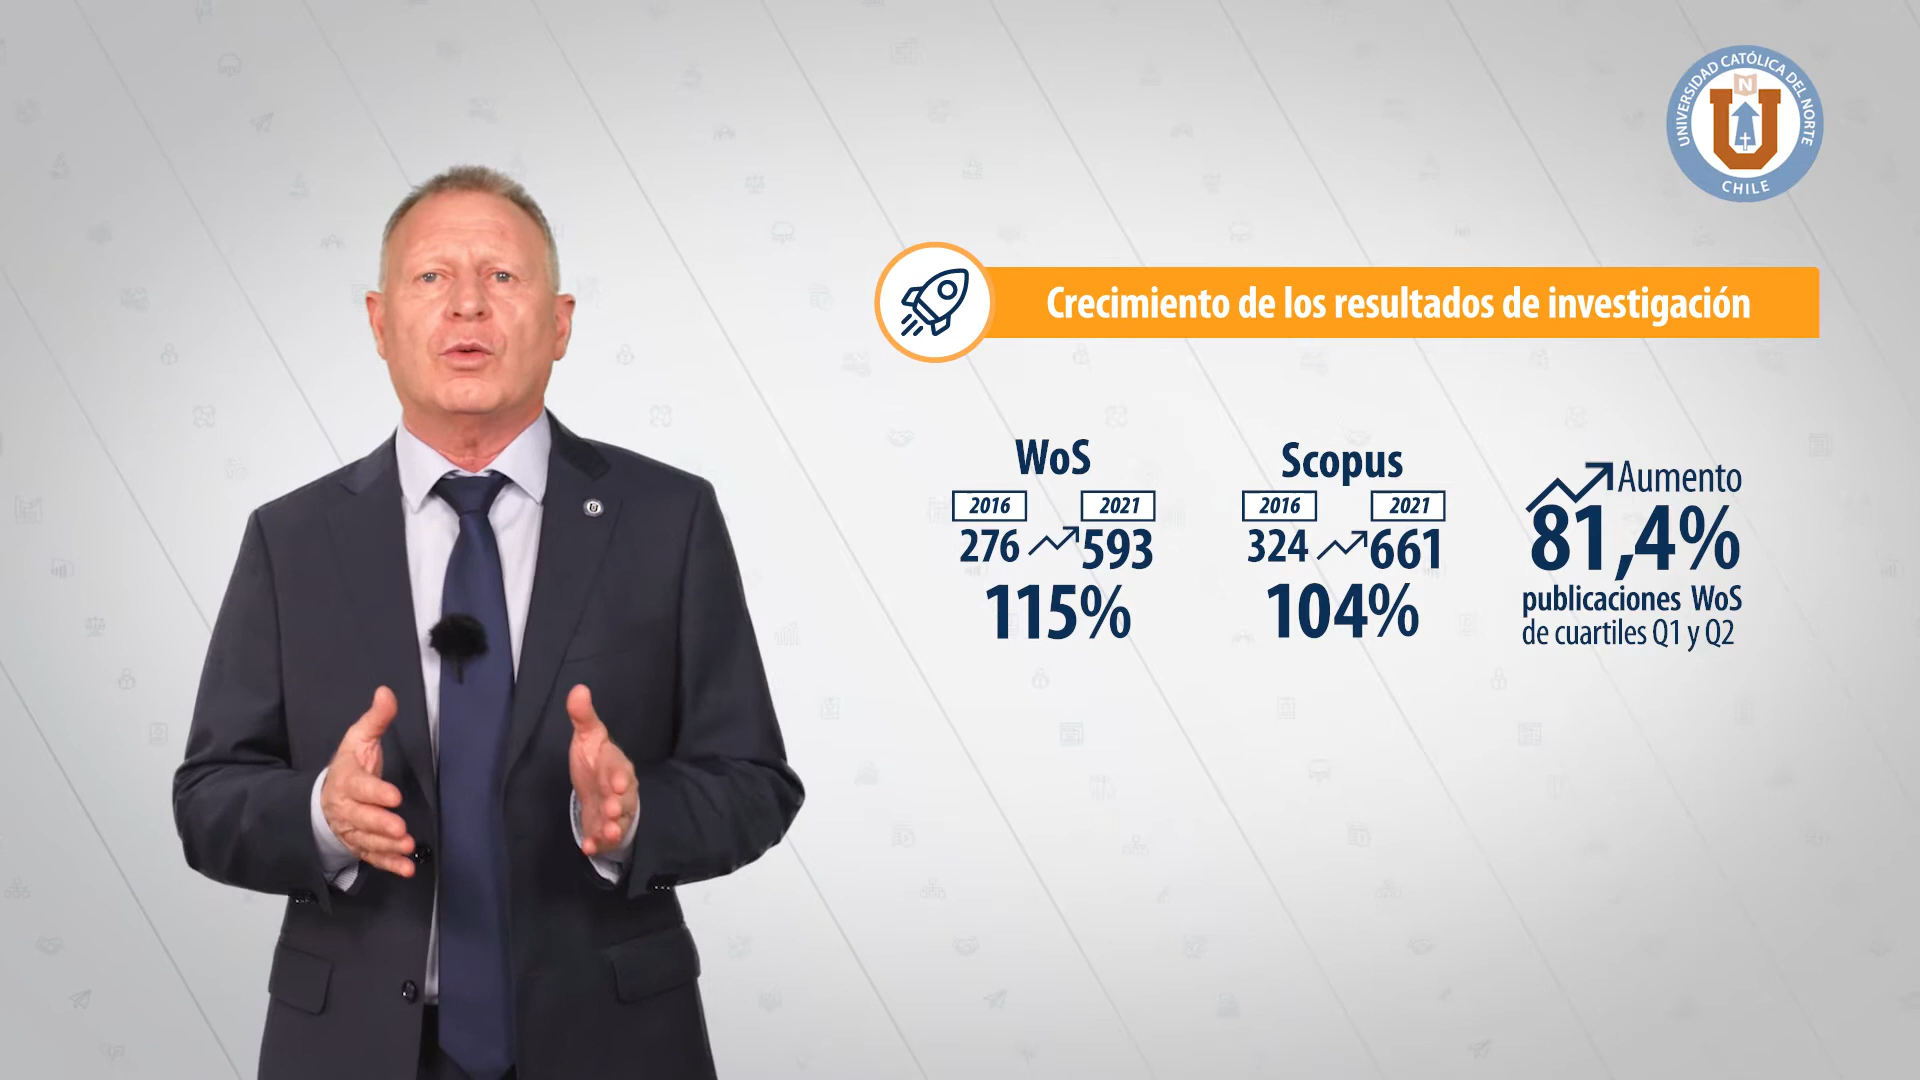 UNIVERSIDAD CATÓLICA DEL NORTE
N
U
CHILE
Crecimiento de los resultados de investigación
WoS
2016 2021
276 593
115%
Scopus
2016 2021
324 661
104%
Aumento
81,4%
publicaciones WoS
de cuartiles Q1 y Q2
U